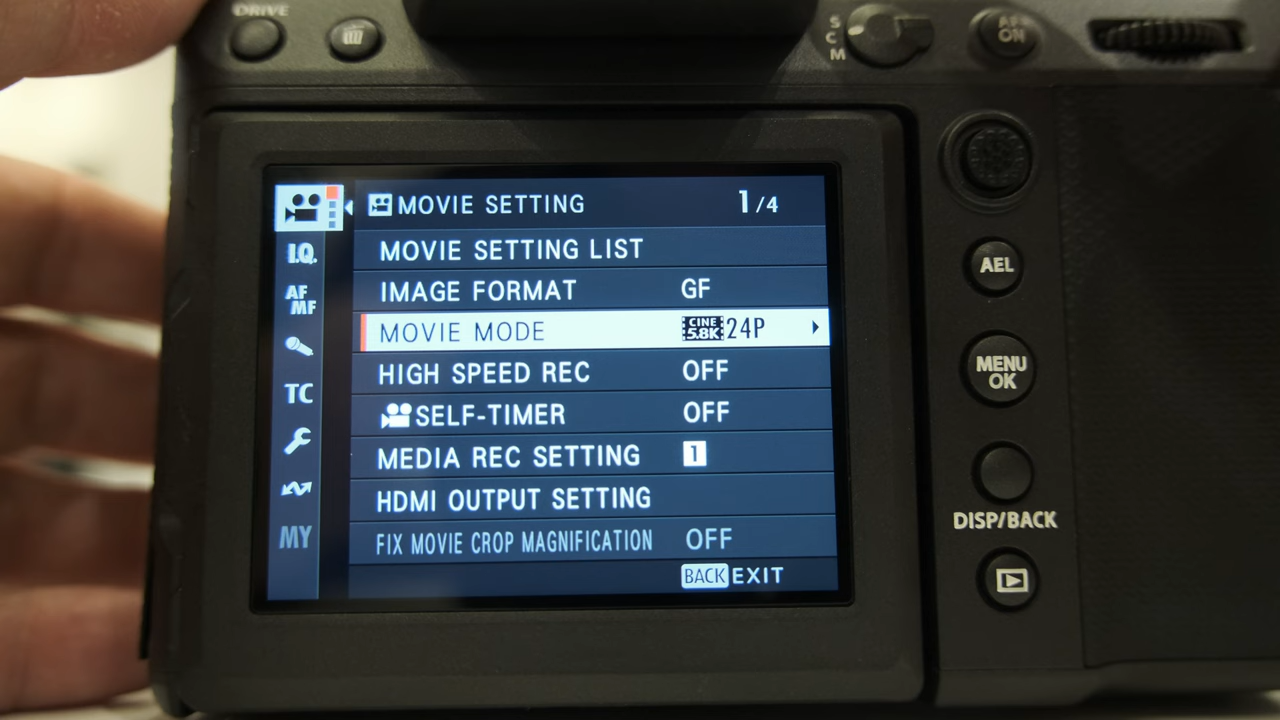 DRIVE
S
C
M
AF
ON
MOVIE SETTING 1/4
I.Q. MOVIE SETTING LIST
AF
MF
IMAGE FORMAT GF
MOVIE MODE CINE 5.8K 24P
HIGH SPEED REC OFF
TC
SELF-TIMER OFF
MEDIA REC SETTING 1
HDMI OUTPUT SETTING
MY FIX MOVIE CROP MAGNIFICATION OFF
BACK EXIT
AEL
MENU
OK
DISP/BACK